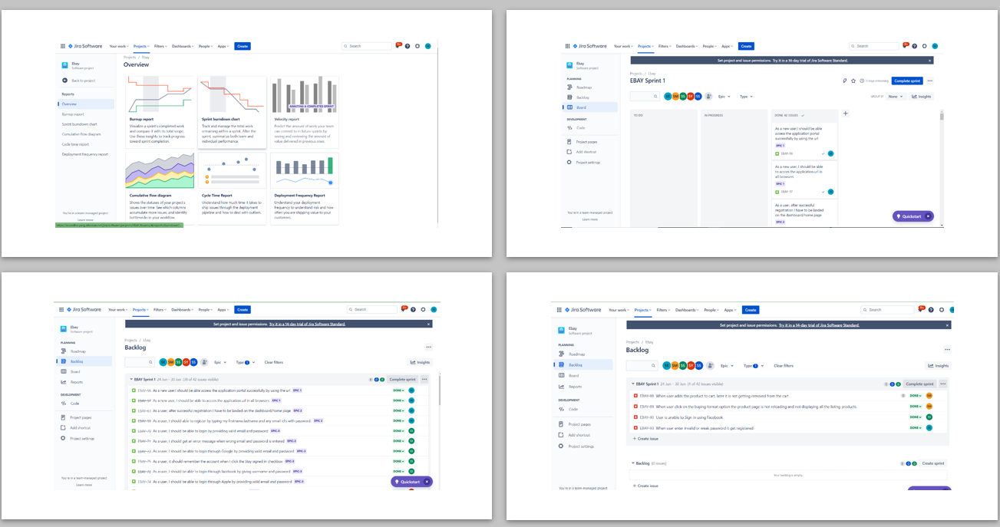 Jira Software Your work Projects Filters Dashboards People Apps Create Search 9+
Ebay
Software project
Back to project
Reports
Overview
Burnup report
Sprint burndown chart
Cumulative flow diagram
Cycle time report
Deployment frequency report
You're in a team-managed project
Learn more
Projects / Ebay
Overview
AWAITING A COMPLETED SPRINT
Burnup report
Visualize a sprint's completed work
and compare it with its total scope.
Use these insights to track progress
toward sprint completion.
Sprint burndown chart
Track and manage the total work
remaining within a sprint. After the
sprint, summarize both team and
individual performance.
Velocity report
Predict the amount of work your team
can commit to in future sprints by
seeing and reviewing the amount of
value delivered in previous ones.
Cumulative flow diagram
Shows the statuses of your project's
issues over time. See which columns
accumulate more issues, and identify
bottlenecks in your workflow.
Cycle Time Report
Understand how much time it takes to
ship issues through the deployment
pipeline and how to deal with outliers.
Deployment Frequency Report
Understand your deployment
frequency to understand risk and how
often you are shipping value to your
customers.
Jira Software Your work Projects Filters Dashboards People Apps Create Search 9+
Set project and issue permissions. Try it in a 14-day trial of Jira Software Standard.
Ebay
Software project
PLANNING
Roadmap
Backlog
Board
DEVELOPMENT
Code
Project pages
Add shortcut
Project settings
You're in a team-managed project
Learn more
Projects / Ebay
EBAY Sprint 1
0 days remaining Complete sprint
SM SS SY SS Epic Type GROUP BY None Insights
TO DO
IN PROGRESS
DONE 42 ISSUES
As a new user,I should be able
access the application portal
successfully by using the url
EPIC 1
EBAY-56
As a new user, I should be able
to access the application url in
all browsers
EPIC 1
EBAY-57
As a user, after successful
registration I have to be landed
on the dashboard/home page
EPIC 2
Quickstart
Jira Software Your work Projects Filters Dashboards People Apps Create Search 9+
Set project and issue permissions. Try it in a 14-day trial of Jira Software Standard.
Ebay
Software project
PLANNING
Roadmap
Backlog
Board
Reports
DEVELOPMENT
Code
Project pages
Add shortcut
Project settings
You're in a team-managed project
Learn more
Projects / Ebay
Backlog
SM SS SY SS Epic Type Clear filters Insights
EBAY Sprint 1 24 Jun – 30 Jun Complete sprint
EBAY-56 As a new user,I should be able access the application portal successfully by using the url EPIC 1 DONE
EBAY-57 As a new user, I should be able to access the application url in all browsers EPIC 1 DONE
As a user, after successful registration I have to be landed on the dashboard/home page EPIC 2 DONE
As a user, I should be able to register by typing my firstname,lastname and my email id's with password. EPIC 2 DONE
As a user, I should be able to login by providing valid email and password EPIC-3 DONE
EBAY-71 As a user, I should get an error message when wrong email and password is entered EPIC-3 DONE
As a user, I should be able to login through Google by providing valid email and password EPIC-3 DONE
As a user, it should remember the account when I click the Stay signed in checkbox EPIC-3 DONE
As a user, I should be able to login through facebook by giving username and password EPIC-3 DONE
EBAY-74 As a user, I should be able to login through Apple by providing valid email and password EPIC-3 DONE
Quickstart
Jira Software Your work Projects Filters Dashboards People Apps Create Search 9+
Set project and issue permissions. Try it in a 14-day trial of Jira Software Standard.
Ebay
Software project
PLANNING
Roadmap
Backlog
Board
Reports
DEVELOPMENT
Code
Project pages
Add shortcut
Project settings
You're in a team-managed project
Projects / Ebay
Backlog
SM SS SY SS Epic Type Clear filters Insights
EBAY Sprint 1 24 Jun – 30 Jun Complete sprint
EBAY-88 When user adds the product to cart, later it is not getting removed from the cart DONE
EBAY-89 When user click on the buying format option the product page is not reloading and not displaying all the listing products. DONE
EBAY-90 User is unable to Sign in using Facebook DONE
EBAY-93 When user enter invalid or weak password it get registered DONE
+ Create issue
Backlog (0 issues) Create sprint
Your backlog is empty.
+ Create issue